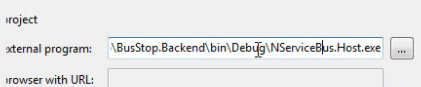 roject
xternal program: \BusStop.Backend\bin\Debug\NServiceBus.Host.exe ...
rowser with URL: